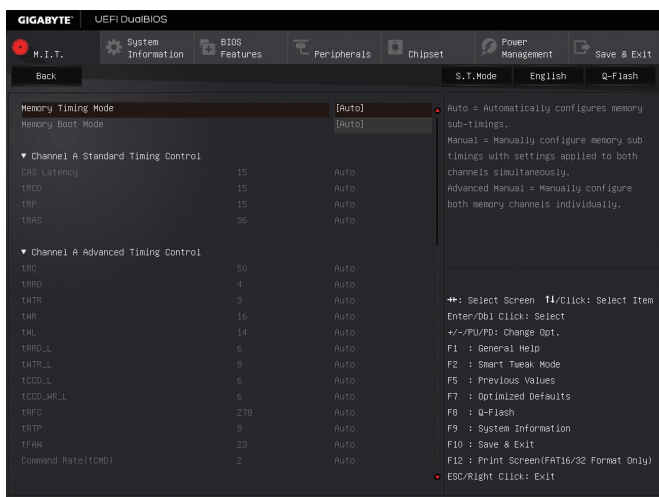 GIGABYTE™ UEFI DualBIOS
M.I.T. System Information BIOS Features Peripherals Chipset Power Management Save & Exit
Back S.T.Mode English Q-Flash
Memory Timing Mode [Auto]
Memory Boot Mode [Auto]
▼ Channel A Standard Timing Control
CAS Latency 15 Auto
tRCD 15 Auto
tRP 15 Auto
tRAS 36 Auto
▼ Channel A Advanced Timing Control
tRC 50 Auto
tRRD 4 Auto
tWTR 3 Auto
tWR 16 Auto
tWL 14 Auto
tRRD_L 6 Auto
tWTR_L 8 Auto
tCCD_L 6 Auto
tCCD_WR_L 6 Auto
tRFC 278 Auto
tRTP 8 Auto
tFAW 23 Auto
Command Rate(tCMD) 2 Auto
Auto = Automatically configures memory
sub-timings.
Manual = Manually configure memory sub
timings with settings applied to both
channels simultaneously.
Advanced Manual = Manually configure
both memory channels individually.
→←: Select Screen ↑↓/Click: Select Item
Enter/Dbl Click: Select
+/-/PU/PD: Change Opt.
F1 : General Help
F2 : Smart Tweak Mode
F5 : Previous Values
F7 : Optimized Defaults
F8 : Q-Flash
F9 : System Information
F10 : Save & Exit
F12 : Print Screen(FAT16/32 Format Only)
ESC/Right Click: Exit